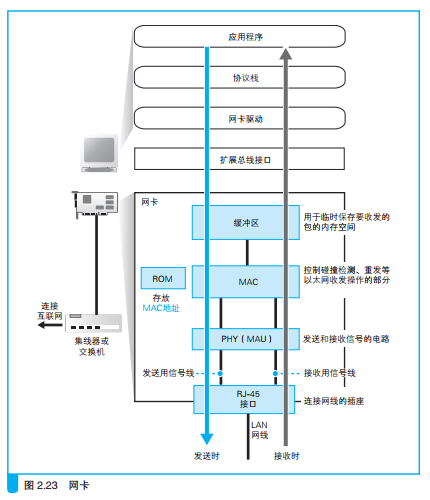 应用程序
协议栈
网卡驱动
扩展总线接口
网卡
缓冲区
用于临时保存要收发的
包的内存空间
ROM
存放
MAC地址
MAC
控制碰撞检测、重发等
以太网收发操作的部分
连接
互联网
集线器或
交换机
PHY（MAU）
发送和接收信号的电路
发送用信号线
接收用信号线
RJ-45
接口
连接网线的插座
LAN
网线
发送时
接收时
图 2.23 网卡